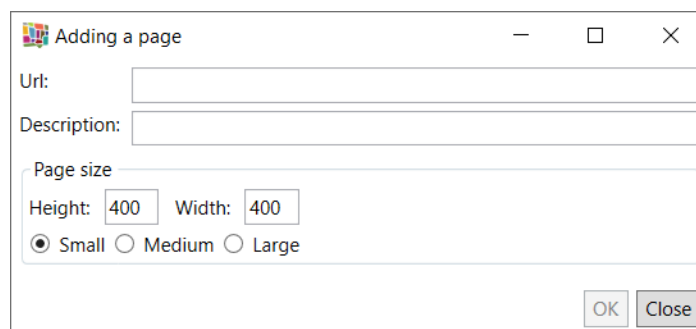 Adding a page
Url:
Description:
Page size
Height: 400 Width: 400
Small Medium Large
OK Close